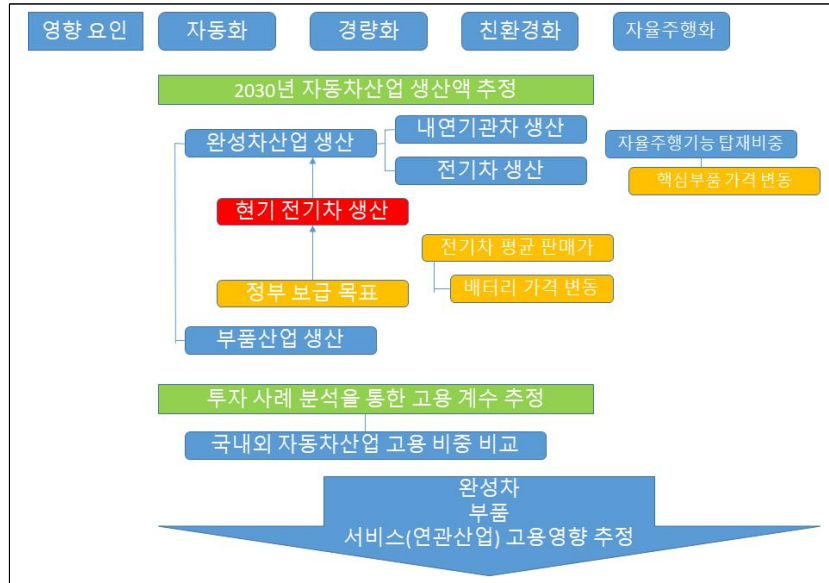 영향 요인
자동화
경량화
친환경화
자율주행화
2030년 자동차산업 생산액 추정
완성차산업 생산
내연기관차 생산
전기차 생산
자율주행기능 탑재비중
핵심부품 가격 변동
현기 전기차 생산
전기차 평균 판매가
정부 보급 목표
배터리 가격 변동
부품산업 생산
투자 사례 분석을 통한 고용 계수 추정
국내외 자동차산업 고용 비중 비교
완성차
부품
서비스(연관산업) 고용영향 추정